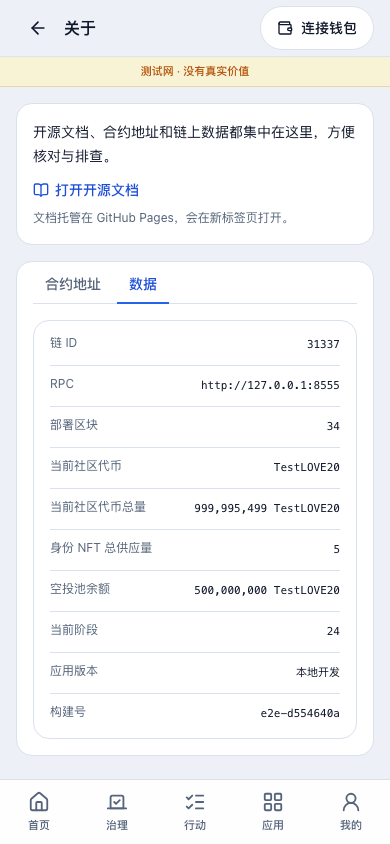 关于
连接钱包
测试网 · 没有真实价值
开源文档、合约地址和链上数据都集中在这里，方便
核对与排查。
打开开源文档
文档托管在 GitHub Pages，会在新标签页打开。
合约地址 数据
链 ID 31337
RPC http://127.0.0.1:8555
部署区块 34
当前社区代币 TestLOVE20
当前社区代币总量 999,995,499 TestLOVE20
身份 NFT 总供应量 5
空投池余额 500,000,000 TestLOVE20
当前阶段 24
应用版本 本地开发
构建号 e2e-d554640a
首页 治理 行动 应用 我的